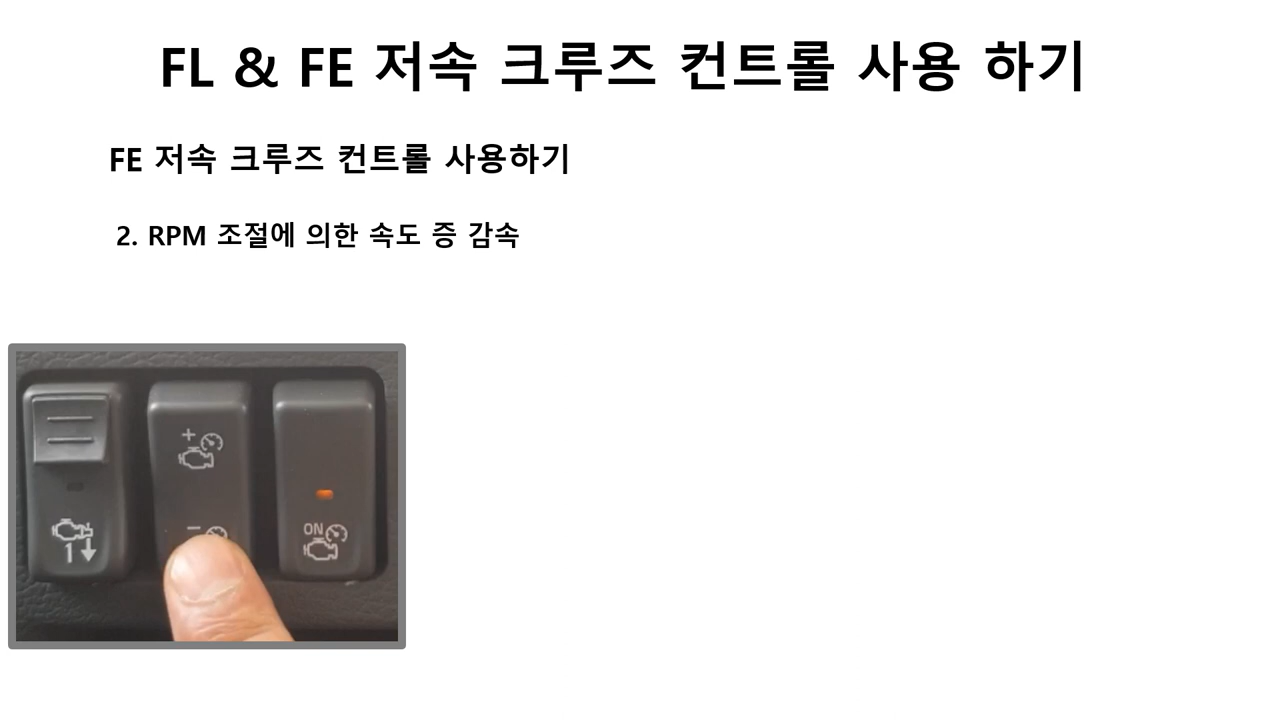 FL & FE 저속 크루즈 컨트롤 사용 하기
FE 저속 크루즈 컨트롤 사용하기
2. RPM 조절에 의한 속도 증 감속
+
−
ON
1